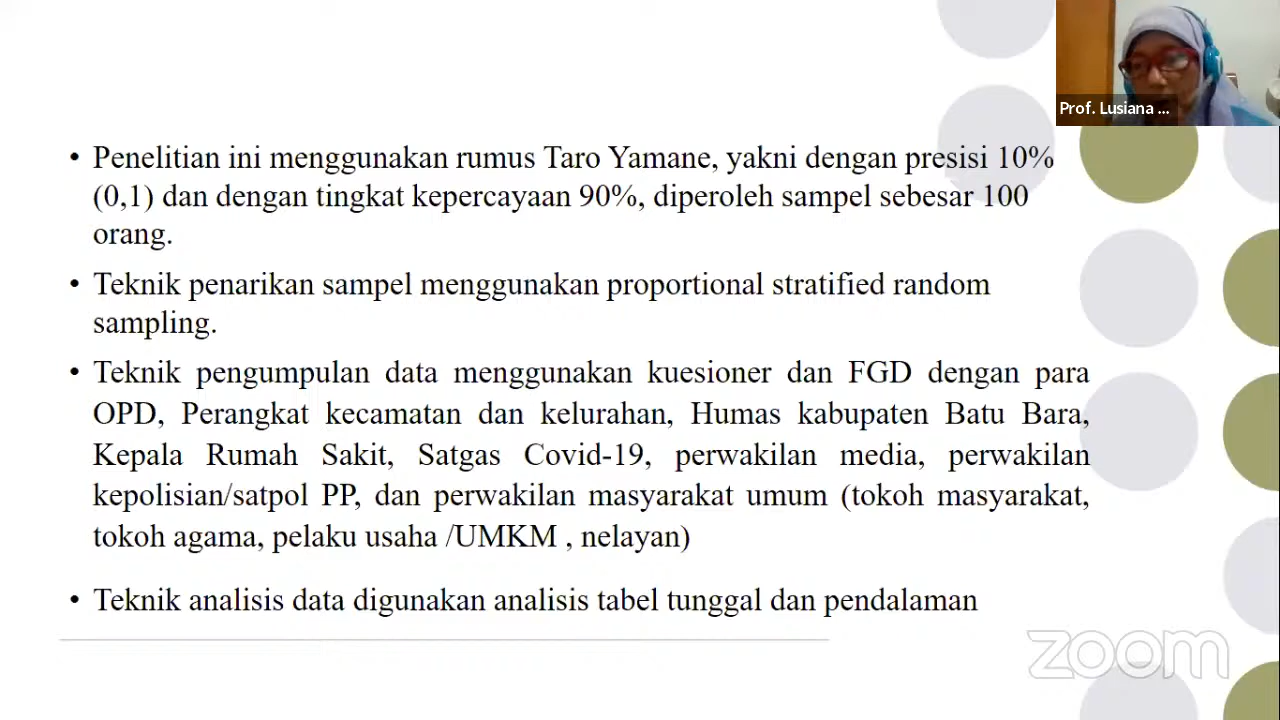 Prof. Lusiana ...
• Penelitian ini menggunakan rumus Taro Yamane, yakni dengan presisi 10%
(0,1) dan dengan tingkat kepercayaan 90%, diperoleh sampel sebesar 100
orang.
• Teknik penarikan sampel menggunakan proportional stratified random
sampling.
• Teknik pengumpulan data menggunakan kuesioner dan FGD dengan para
OPD, Perangkat kecamatan dan kelurahan, Humas kabupaten Batu Bara,
Kepala Rumah Sakit, Satgas Covid-19, perwakilan media, perwakilan
kepolisian/satpol PP, dan perwakilan masyarakat umum (tokoh masyarakat,
tokoh agama, pelaku usaha /UMKM , nelayan)
• Teknik analisis data digunakan analisis tabel tunggal dan pendalaman
zoom